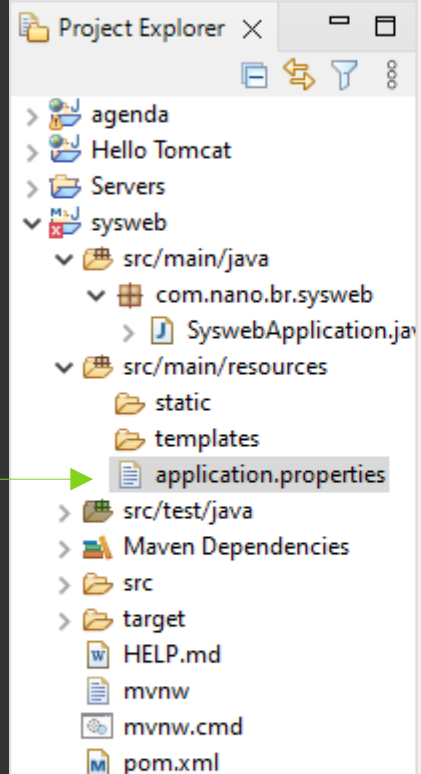 Project Explorer
agenda
Hello Tomcat
Servers
sysweb
src/main/java
com.nano.br.sysweb
SyswebApplication.jav
src/main/resources
static
templates
application.properties
src/test/java
Maven Dependencies
src
target
HELP.md
mvnw
mvnw.cmd
pom.xml